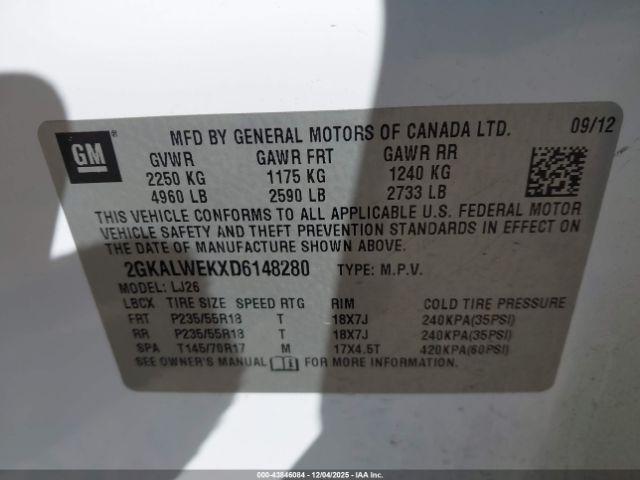 GM ®
MFD BY GENERAL MOTORS OF CANADA LTD. 09/12
GVWR GAWR FRT GAWR RR
2250 KG 1175 KG 1240 KG
4960 LB 2590 LB 2733 LB
THIS VEHICLE CONFORMS TO ALL APPLICABLE U.S. FEDERAL MOTOR
VEHICLE SAFETY AND THEFT PREVENTION STANDARDS IN EFFECT ON
THE DATE OF MANUFACTURE SHOWN ABOVE.
2GKALWEKXD6148280 TYPE: M.P.V.
MODEL: LJ26
LBCX TIRE SIZE SPEED RTG RIM COLD TIRE PRESSURE
FRT P235/55R18 T 18X7J 240KPA(35PSI)
RR P235/55R18 T 18X7J 240KPA(35PSI)
SPA T145/70R17 M 17X4.5T 420KPA(60PSI)
SEE OWNER'S MANUAL FOR MORE INFORMATION.
000-43846084 - 12/04/2025 - IAAI.COM